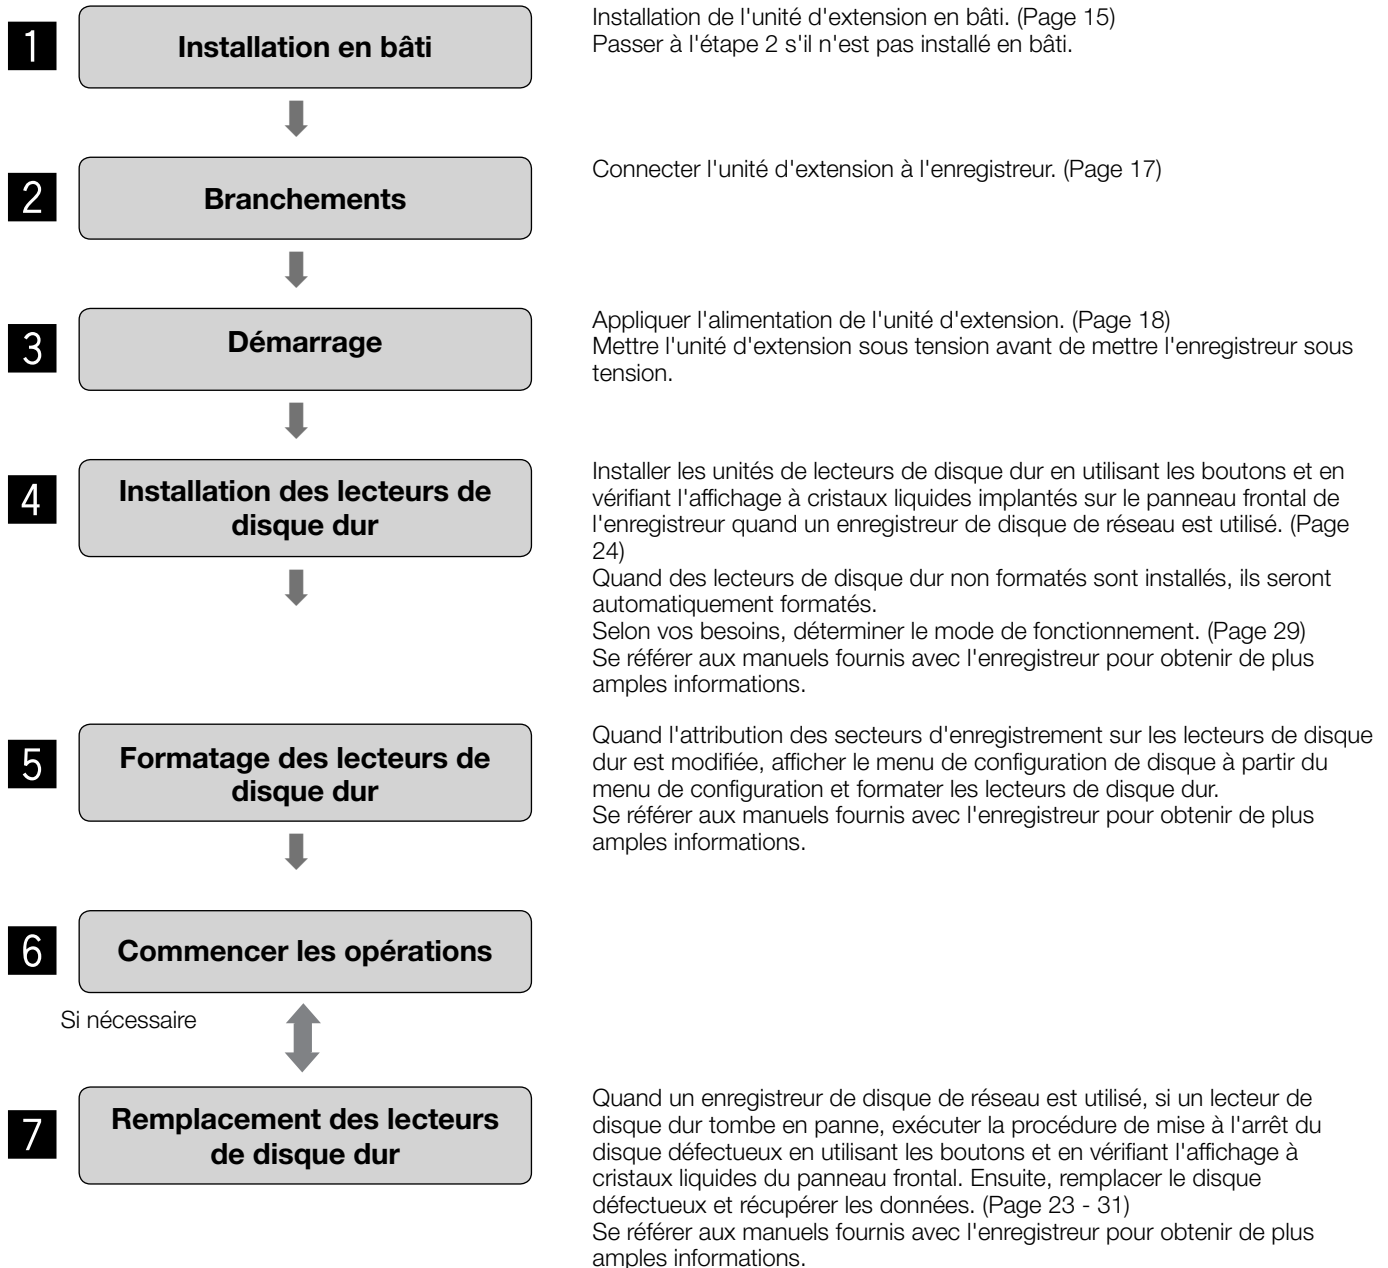 1
Installation en bâti
Installation de l'unité d'extension en bâti. (Page 15)
Passer à l'étape 2 s'il n'est pas installé en bâti.
2
Branchements
Connecter l'unité d'extension à l'enregistreur. (Page 17)
3
Démarrage
Appliquer l'alimentation de l'unité d'extension. (Page 18)
Mettre l'unité d'extension sous tension avant de mettre l'enregistreur sous
tension.
4
Installation des lecteurs de
disque dur
Installer les unités de lecteurs de disque dur en utilisant les boutons et en
vérifiant l'affichage à cristaux liquides implantés sur le panneau frontal de
l'enregistreur quand un enregistreur de disque de réseau est utilisé. (Page
24)
Quand des lecteurs de disque dur non formatés sont installés, ils seront
automatiquement formatés.
Selon vos besoins, déterminer le mode de fonctionnement. (Page 29)
Se référer aux manuels fournis avec l'enregistreur pour obtenir de plus
amples informations.
5
Formatage des lecteurs de
disque dur
Quand l'attribution des secteurs d'enregistrement sur les lecteurs de disque
dur est modifiée, afficher le menu de configuration de disque à partir du
menu de configuration et formater les lecteurs de disque dur.
Se référer aux manuels fournis avec l'enregistreur pour obtenir de plus
amples informations.
6
Commencer les opérations
Si nécessaire
7
Remplacement des lecteurs
de disque dur
Quand un enregistreur de disque de réseau est utilisé, si un lecteur de
disque dur tombe en panne, exécuter la procédure de mise à l'arrêt du
disque défectueux en utilisant les boutons et en vérifiant l'affichage à
cristaux liquides du panneau frontal. Ensuite, remplacer le disque
défectueux et récupérer les données. (Page 23 - 31)
Se référer aux manuels fournis avec l'enregistreur pour obtenir de plus
amples informations.